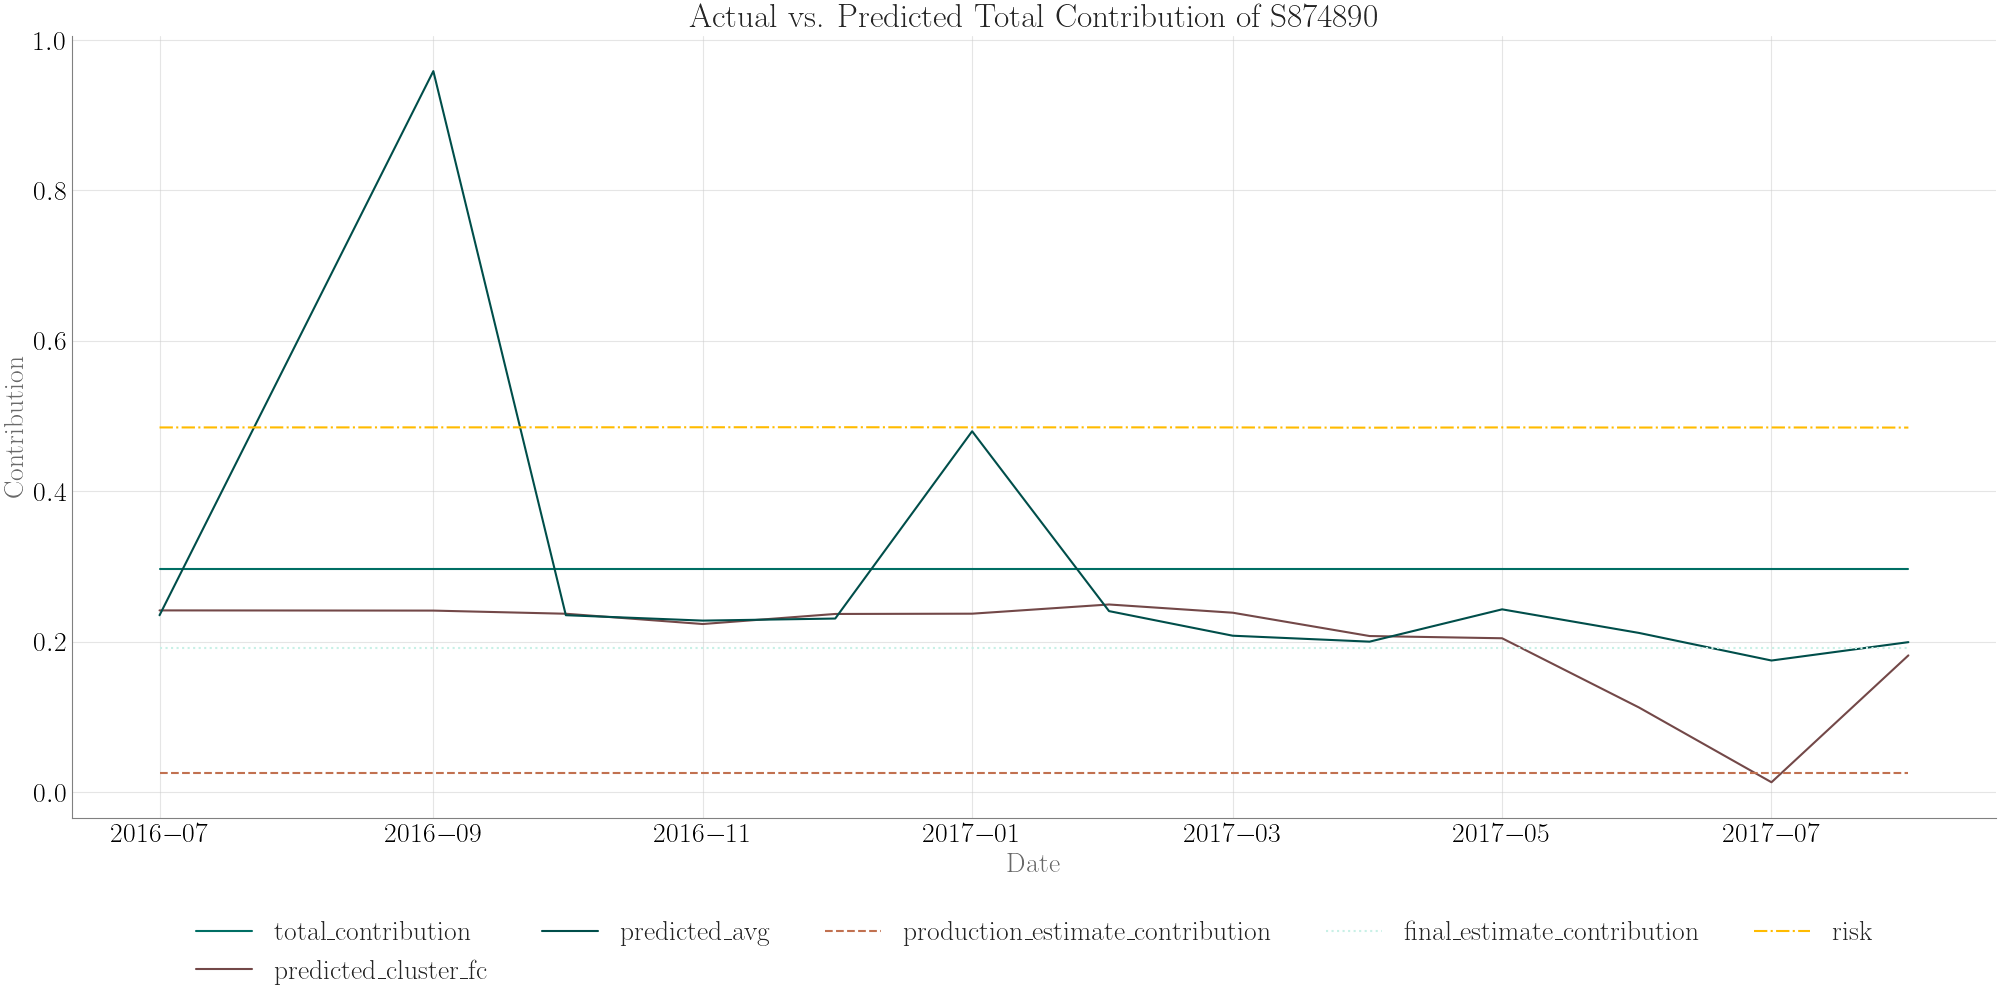 Actual vs. Predicted Total Contribution of S874890
1.0
0.8
0.6
0.4
0.2
0.0
Contribution
2016–07 2016–09 2016–11 2017–01 2017–03 2017–05 2017–07
Date
total_contribution predicted_avg production_estimate_contribution final_estimate_contribution risk
predicted_cluster_fc